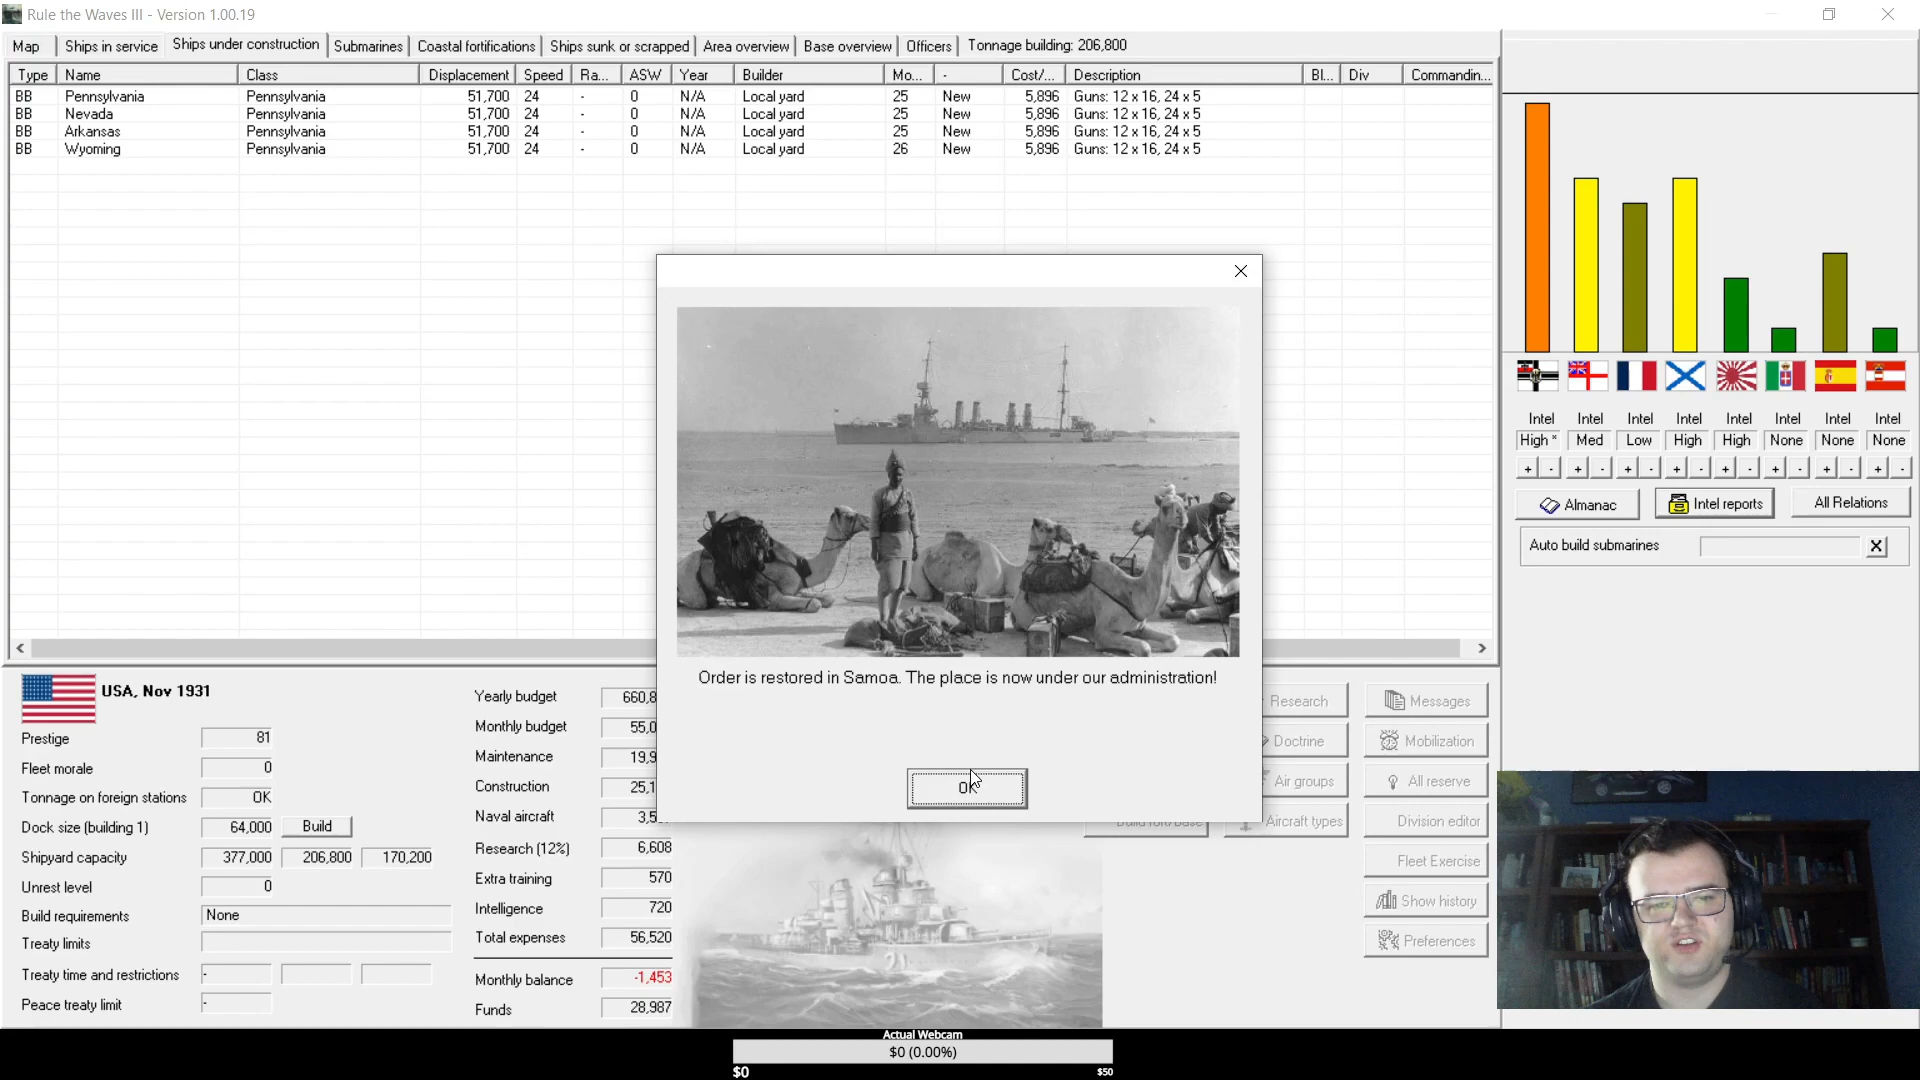 Rule the Waves III - Version 1.00.19
Map Ships in service Ships under construction Submarines Coastal fortifications Ships sunk or scrapped Area overview Base overview Officers Tonnage building: 206,800
Type Name Class Displacement Speed Ra... ASW Year Builder Mo... - Cost/... Description Bl... Div Commandin...
BB Pennsylvania Pennsylvania 51,700 24 - 0 N/A Local yard 25 New 5,896 Guns: 12 x 16, 24 x 5
BB Nevada Pennsylvania 51,700 24 - 0 N/A Local yard 25 New 5,896 Guns: 12 x 16, 24 x 5
BB Arkansas Pennsylvania 51,700 24 - 0 N/A Local yard 25 New 5,896 Guns: 12 x 16, 24 x 5
BB Wyoming Pennsylvania 51,700 24 - 0 N/A Local yard 26 New 5,896 Guns: 12 x 16, 24 x 5
Intel Intel Intel Intel Intel Intel Intel Intel
High * Med Low High High None None None
+ - + - + - + - + - + - + - + -
Almanac Intel reports All Relations
Auto build submarines X
Order is restored in Samoa. The place is now under our administration!
OK
USA, Nov 1931
Prestige 81
Fleet morale 0
Tonnage on foreign stations OK
Dock size (building 1) 64,000 Build
Shipyard capacity 377,000 206,800 170,200
Unrest level 0
Build requirements None
Treaty limits
Treaty time and restrictions -
Peace treaty limit -
Yearly budget 660,8
Monthly budget 55,0
Maintenance 19,9
Construction 25,1
Naval aircraft 3,5
Research (12%) 6,608
Extra training 570
Intelligence 720
Total expenses 56,520
Monthly balance -1,453
Funds 28,987
Research Messages
Doctrine Mobilization
Air groups All reserve
Aircraft types Division editor
Fleet Exercise
Show history
Preferences
Actual Webcam
$0 (0.00%)
$0 $50